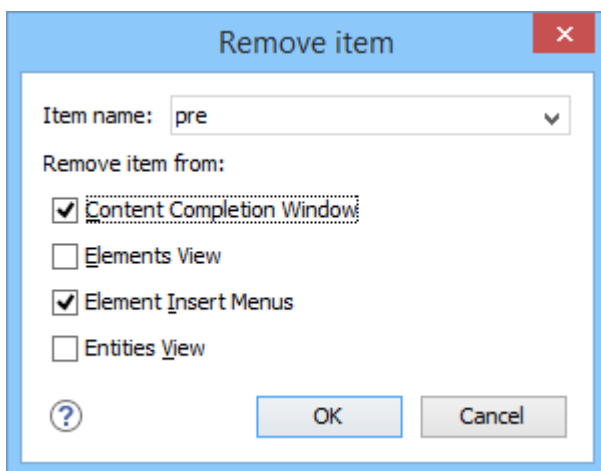 Remove item
Item name: pre
Remove item from:
Content Completion Window
Elements View
Element Insert Menus
Entities View
? OK Cancel